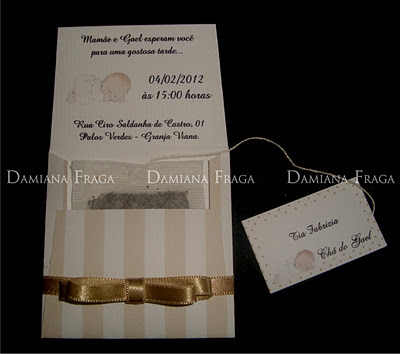 Mamãe e Gael esperam você
para uma gostosa tarde...
04/02/2012
às 15:00 horas
Rua Ciro Saldanha de Castro, 01
Palos Verdes - Granja Viana.
Damiana Fraga Damiana Fraga Damiana Fraga
Tia Fabrizia
Chá do Gael